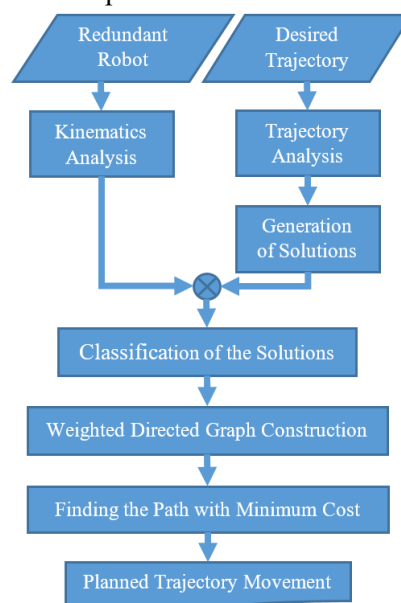 Redundant
Robot
Desired
Trajectory
Kinematics
Analysis
Trajectory
Analysis
Generation
of Solutions
Classification of the Solutions
Weighted Directed Graph Construction
Finding the Path with Minimum Cost
Planned Trajectory Movement